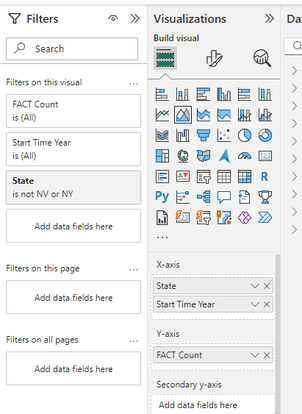 Filters
Search
Filters on this visual
...
FACT Count
is (All)
Start Time Year
is (All)
State
is not NV or NY
Add data fields here
Filters on this page
...
Add data fields here
Filters on all pages
...
Add data fields here
Visualizations
Build visual
123
R
Py
...
X-axis
State
Start Time Year
Y-axis
FACT Count
Secondary y-axis
Add data fields here
Da